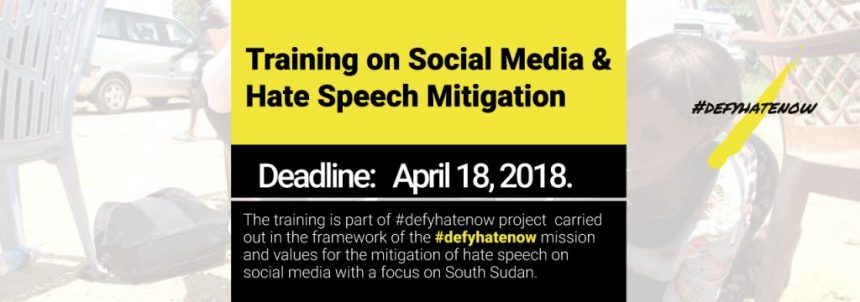 Training on Social Media &
Hate Speech Mitigation
Deadline: April 18, 2018.
The training is part of #defyhatenow project carried
out in the framework of the #defyhatenow mission
and values for the mitigation of hate speech on
social media with a focus on South Sudan.
#DEFYHATENOW